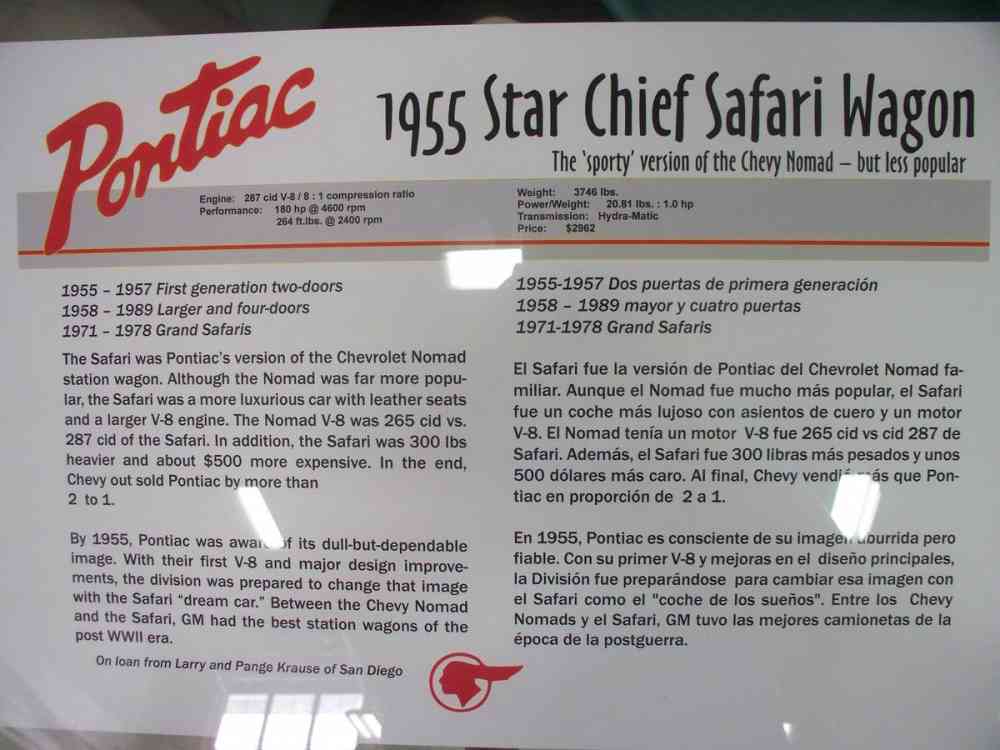 Pontiac
1955 Star Chief Safari Wagon
The 'sporty' version of the Chevy Nomad – but less popular
Engine: 287 cid V-8 / 8 : 1 compression ratio
Performance: 180 hp @ 4600 rpm
264 ft.lbs. @ 2400 rpm
Weight: 3746 lbs.
Power/Weight: 20.81 lbs. : 1.0 hp
Transmission: Hydra-Matic
Price: $2962
1955 – 1957 First generation two-doors
1958 – 1989 Larger and four-doors
1971 – 1978 Grand Safaris
The Safari was Pontiac's version of the Chevrolet Nomad
station wagon. Although the Nomad was far more popu-
lar, the Safari was a more luxurious car with leather seats
and a larger V-8 engine. The Nomad V-8 was 265 cid vs.
287 cid of the Safari. In addition, the Safari was 300 lbs
heavier and about $500 more expensive. In the end,
Chevy out sold Pontiac by more than
2 to 1.
By 1955, Pontiac was aware of its dull-but-dependable
image. With their first V-8 and major design improve-
ments, the division was prepared to change that image
with the Safari "dream car." Between the Chevy Nomad
and the Safari, GM had the best station wagons of the
post WWII era.
On loan from Larry and Pange Krause of San Diego
1955-1957 Dos puertas de primera generación
1958 – 1989 mayor y cuatro puertas
1971-1978 Grand Safaris
El Safari fue la versión de Pontiac del Chevrolet Nomad fa-
miliar. Aunque el Nomad fue mucho más popular, el Safari
fue un coche más lujoso con asientos de cuero y un motor
V-8. El Nomad tenía un motor V-8 fue 265 cid vs cid 287 de
Safari. Además, el Safari fue 300 libras más pesados y unos
500 dólares más caro. Al final, Chevy vendió más que Pon-
tiac en proporción de 2 a 1.
En 1955, Pontiac es consciente de su imagen aburrida pero
fiable. Con su primer V-8 y mejoras en el diseño principales,
la División fue preparándose para cambiar esa imagen con
el Safari como el "coche de los sueños". Entre los Chevy
Nomads y el Safari, GM tuvo las mejores camionetas de la
época de la postguerra.